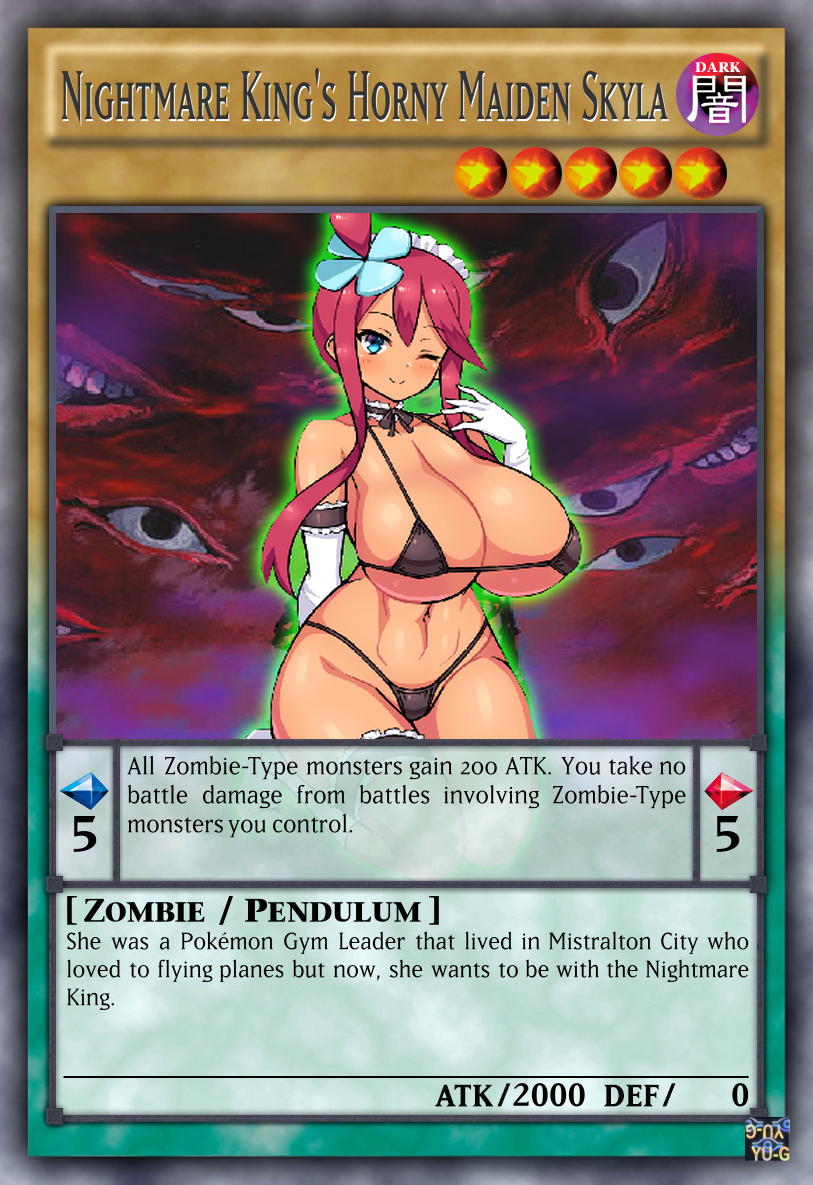 Nightmare King's Horny Maiden Skyla
DARK
闇
All Zombie-Type monsters gain 200 ATK. You take no
battle damage from battles involving Zombie-Type
monsters you control.
5
5
[ Zombie / Pendulum ]
She was a Pokémon Gym Leader that lived in Mistralton City who
loved to flying planes but now, she wants to be with the Nightmare
King.
ATK/2000 DEF/ 0
YU-G
YU-G